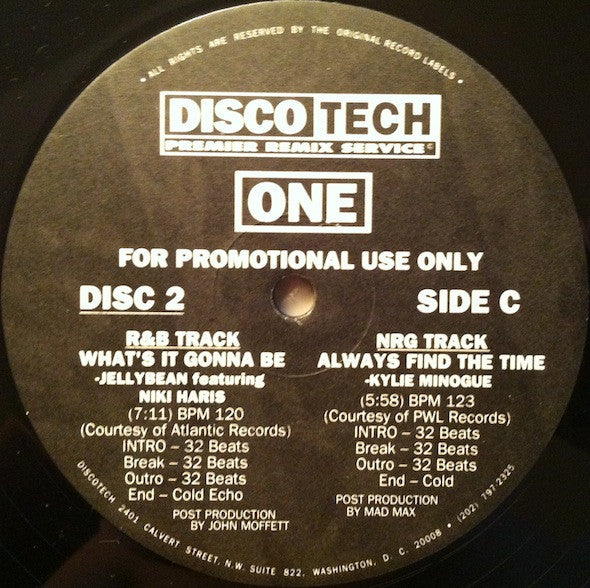 • ALL RIGHTS ARE RESERVED BY THE ORIGINAL RECORD LABELS •
DISCOTECH
PREMIER REMIX SERVICE©
ONE
FOR PROMOTIONAL USE ONLY
DISC 2
SIDE C
R&B TRACK
WHAT'S IT GONNA BE
-JELLYBEAN featuring
NIKI HARIS
(7:11) BPM 120
(Courtesy of Atlantic Records)
INTRO – 32 Beats
Break – 32 Beats
Outro – 32 Beats
End – Cold Echo
POST PRODUCTION
BY JOHN MOFFETT
NRG TRACK
ALWAYS FIND THE TIME
-KYLIE MINOGUE
(5:58) BPM 123
(Courtesy of PWL Records)
INTRO – 32 Beats
Break – 32 Beats
Outro – 32 Beats
End – Cold
POST PRODUCTION
BY MAD MAX
DISCOTECH 2401 CALVERT STREET, N.W. SUITE 822, WASHINGTON, D. C. 20008 • (202) 797-2325